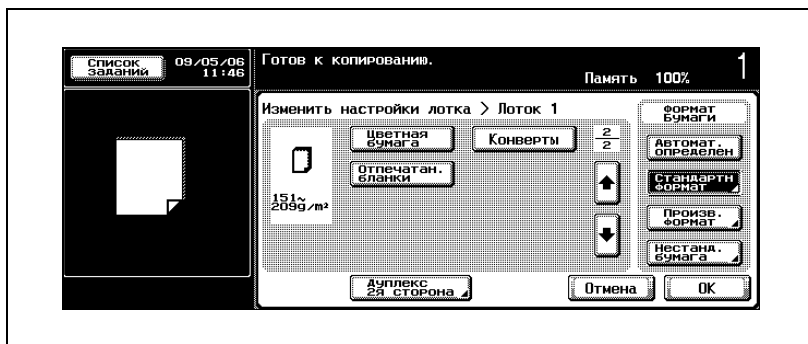 Список
заданий
09/05/06
11:46
Готов к копированию.
Память 100%
1
Изменить настройки лотка > Лоток 1
151~
209g/m²
Цветная
бумага
Конверты
Отпечатан.
бланки
2
2
Формат
Бумаги
Автомат.
определен
Стандартн
формат
Произв.
формат
Нестанд.
бумага
Дуплекс
2я сторона
Отмена
OK